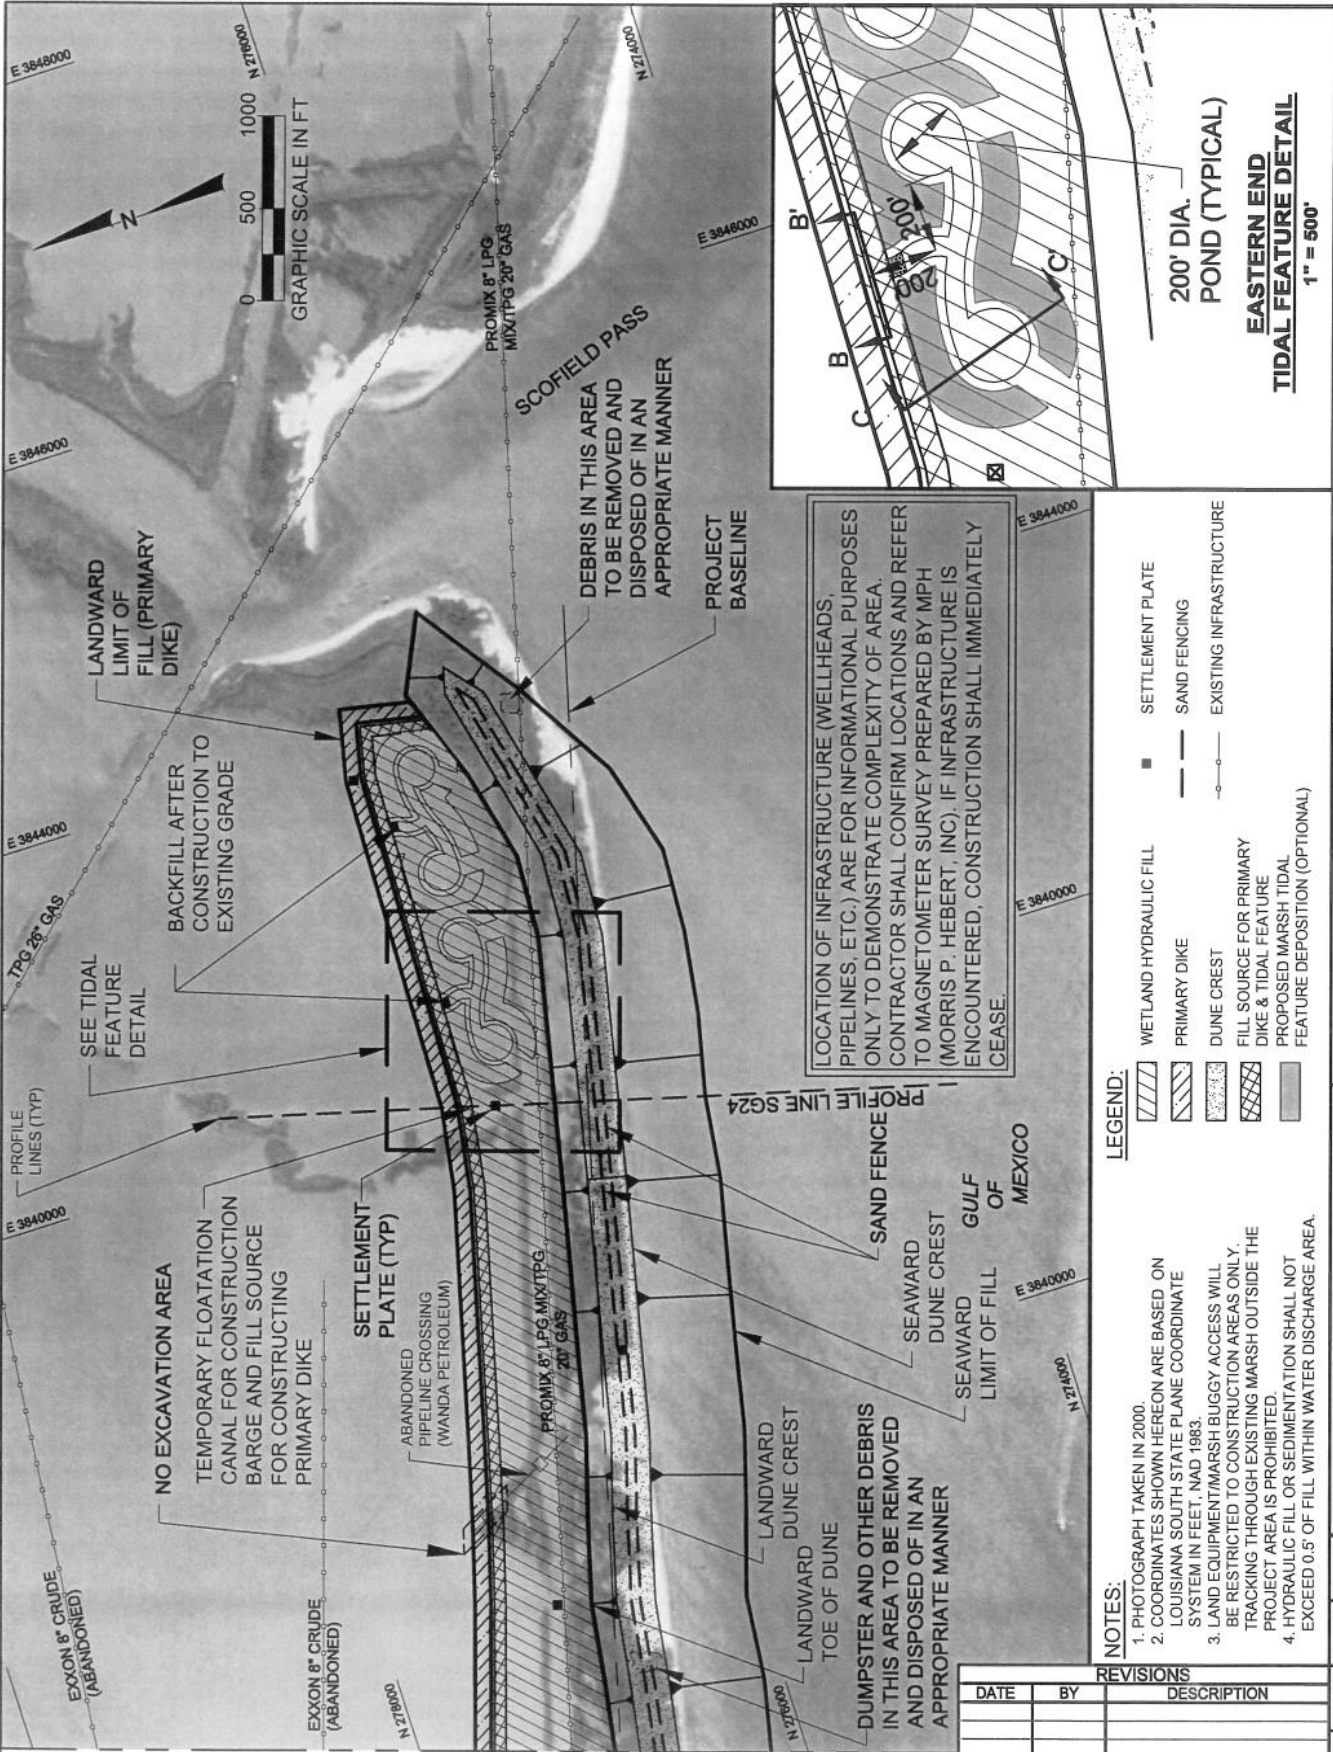 E 3848000
N 276000
N 274000
0 500 1000
GRAPHIC SCALE IN FT
N
PROMIX 8" LPG
MIX/TPG 20" GAS
SCOFIELD PASS
E 3846000
E 3846000
LANDWARD
LIMIT OF
FILL (PRIMARY
DIKE)
DEBRIS IN THIS AREA
TO BE REMOVED AND
DISPOSED OF IN AN
APPROPRIATE MANNER
PROJECT
BASELINE
BACKFILL AFTER
CONSTRUCTION TO
EXISTING GRADE
E 3844000
E 3844000
TPG 26" GAS
SEE TIDAL
FEATURE
DETAIL
PROFILE
LINES (TYP)
E 3840000
E 3840000
NO EXCAVATION AREA
TEMPORARY FLOATATION
CANAL FOR CONSTRUCTION
BARGE AND FILL SOURCE
FOR CONSTRUCTING
PRIMARY DIKE
SETTLEMENT
PLATE (TYP)
ABANDONED
PIPELINE CROSSING
(WANDA PETROLEUM)
PROMIX 8" LPG MIX/TPG
20" GAS
EXXON 8" CRUDE
(ABANDONED)
EXXON 8" CRUDE
(ABANDONED)
N 278000
PROFILE LINE SG24
SAND FENCE
GULF
OF
MEXICO
SEAWARD
DUNE CREST
SEAWARD
LIMIT OF FILL
E 3840000
N 274000
LANDWARD
DUNE CREST
LANDWARD
TOE OF DUNE
DUMPSTER AND OTHER DEBRIS
IN THIS AREA TO BE REMOVED
AND DISPOSED OF IN AN
APPROPRIATE MANNER
N 276000
LOCATION OF INFRASTRUCTURE (WELLHEADS,
PIPELINES, ETC.) ARE FOR INFORMATIONAL PURPOSES
ONLY TO DEMONSTRATE COMPLEXITY OF AREA.
CONTRACTOR SHALL CONFIRM LOCATIONS AND REFER
TO MAGNETOMETER SURVEY PREPARED BY MPH
(MORRIS P. HEBERT, INC). IF INFRASTRUCTURE IS
ENCOUNTERED, CONSTRUCTION SHALL IMMEDIATELY
CEASE.
B
B'
C
C'
200'
200'
200' DIA.
POND (TYPICAL)
EASTERN END
TIDAL FEATURE DETAIL
1" = 500'
LEGEND:
WETLAND HYDRAULIC FILL
PRIMARY DIKE
DUNE CREST
FILL SOURCE FOR PRIMARY
DIKE & TIDAL FEATURE
PROPOSED MARSH TIDAL
FEATURE DEPOSITION (OPTIONAL)
SETTLEMENT PLATE
SAND FENCING
EXISTING INFRASTRUCTURE
NOTES:
1. PHOTOGRAPH TAKEN IN 2000.
2. COORDINATES SHOWN HEREON ARE BASED ON
LOUISIANA SOUTH STATE PLANE COORDINATE
SYSTEM IN FEET, NAD 1983.
3. LAND EQUIPMENT/MARSH BUGGY ACCESS WILL
BE RESTRICTED TO CONSTRUCTION AREAS ONLY.
TRACKING THROUGH EXISTING MARSH OUTSIDE THE
PROJECT AREA IS PROHIBITED.
4. HYDRAULIC FILL OR SEDIMENTATION SHALL NOT
EXCEED 0.5' OF FILL WITHIN WATER DISCHARGE AREA.
REVISIONS
DATE BY DESCRIPTION